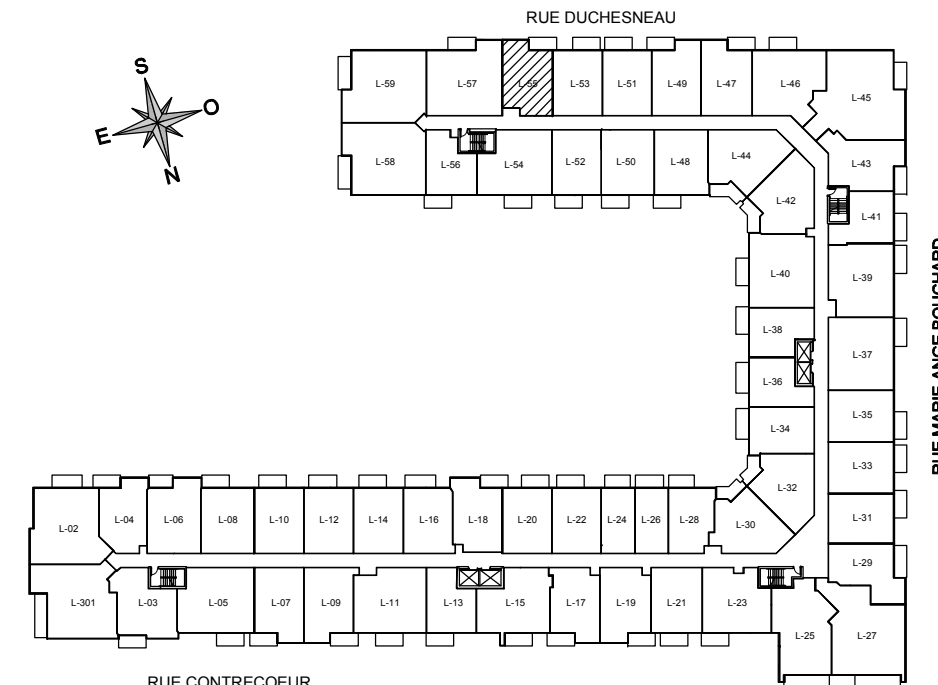 RUE DUCHESNEAU
S
E O
N
L-59 L-57 L-55 L-53 L-51 L-49 L-47 L-46 L-45
L-58 L-56 L-54 L-52 L-50 L-48 L-44 L-43
L-42 L-41
L-40 L-39
L-38
L-37
L-36
L-35
L-34
L-33
L-32
L-31
L-02 L-04 L-06 L-08 L-10 L-12 L-14 L-16 L-18 L-20 L-22 L-24 L-26 L-28 L-30
L-29
L-301 L-03 L-05 L-07 L-09 L-11 L-13 L-15 L-17 L-19 L-21 L-23
L-25 L-27
RUE CONTRECOEUR
RUE MARIE-ANGE BOUCHARD